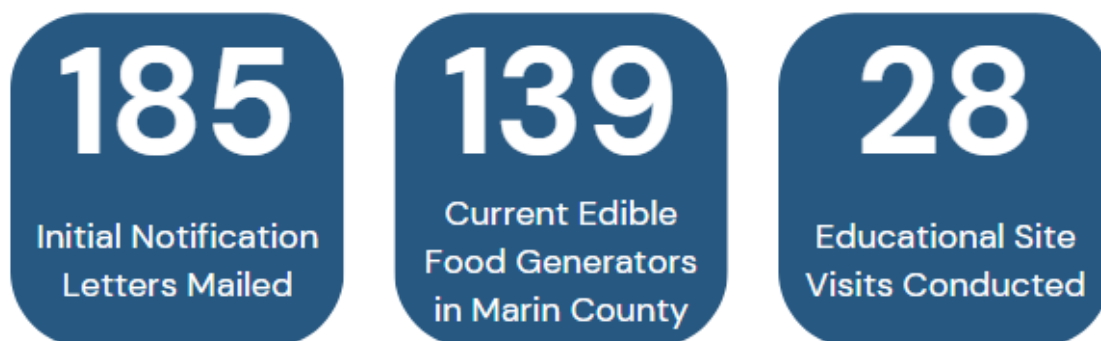 185
Initial Notification
Letters Mailed
139
Current Edible
Food Generators
in Marin County
28
Educational Site
Visits Conducted